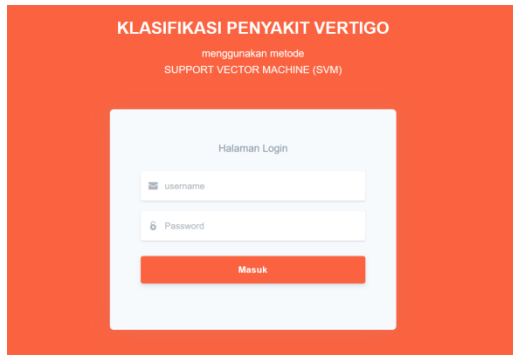 KLASIFIKASI PENYAKIT VERTIGO
menggunakan metode
SUPPORT VECTOR MACHINE (SVM)
Halaman Login
username
Password
Masuk